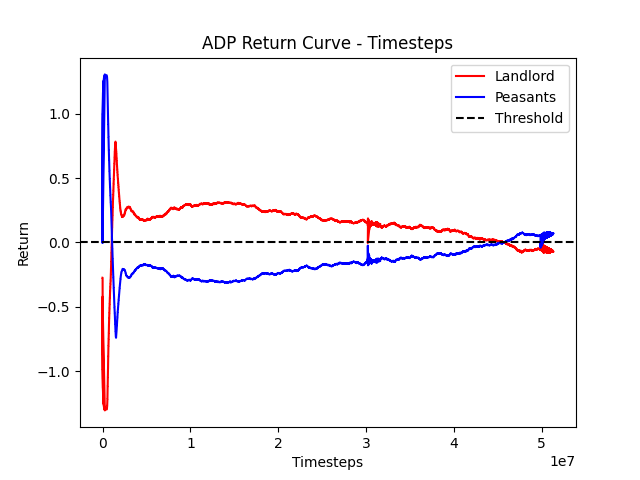 ADP Return Curve - Timesteps
Landlord
Peasants
Threshold
Return
1.0
0.5
0.0
−0.5
−1.0
0 1 2 3 4 5
1e7
Timesteps